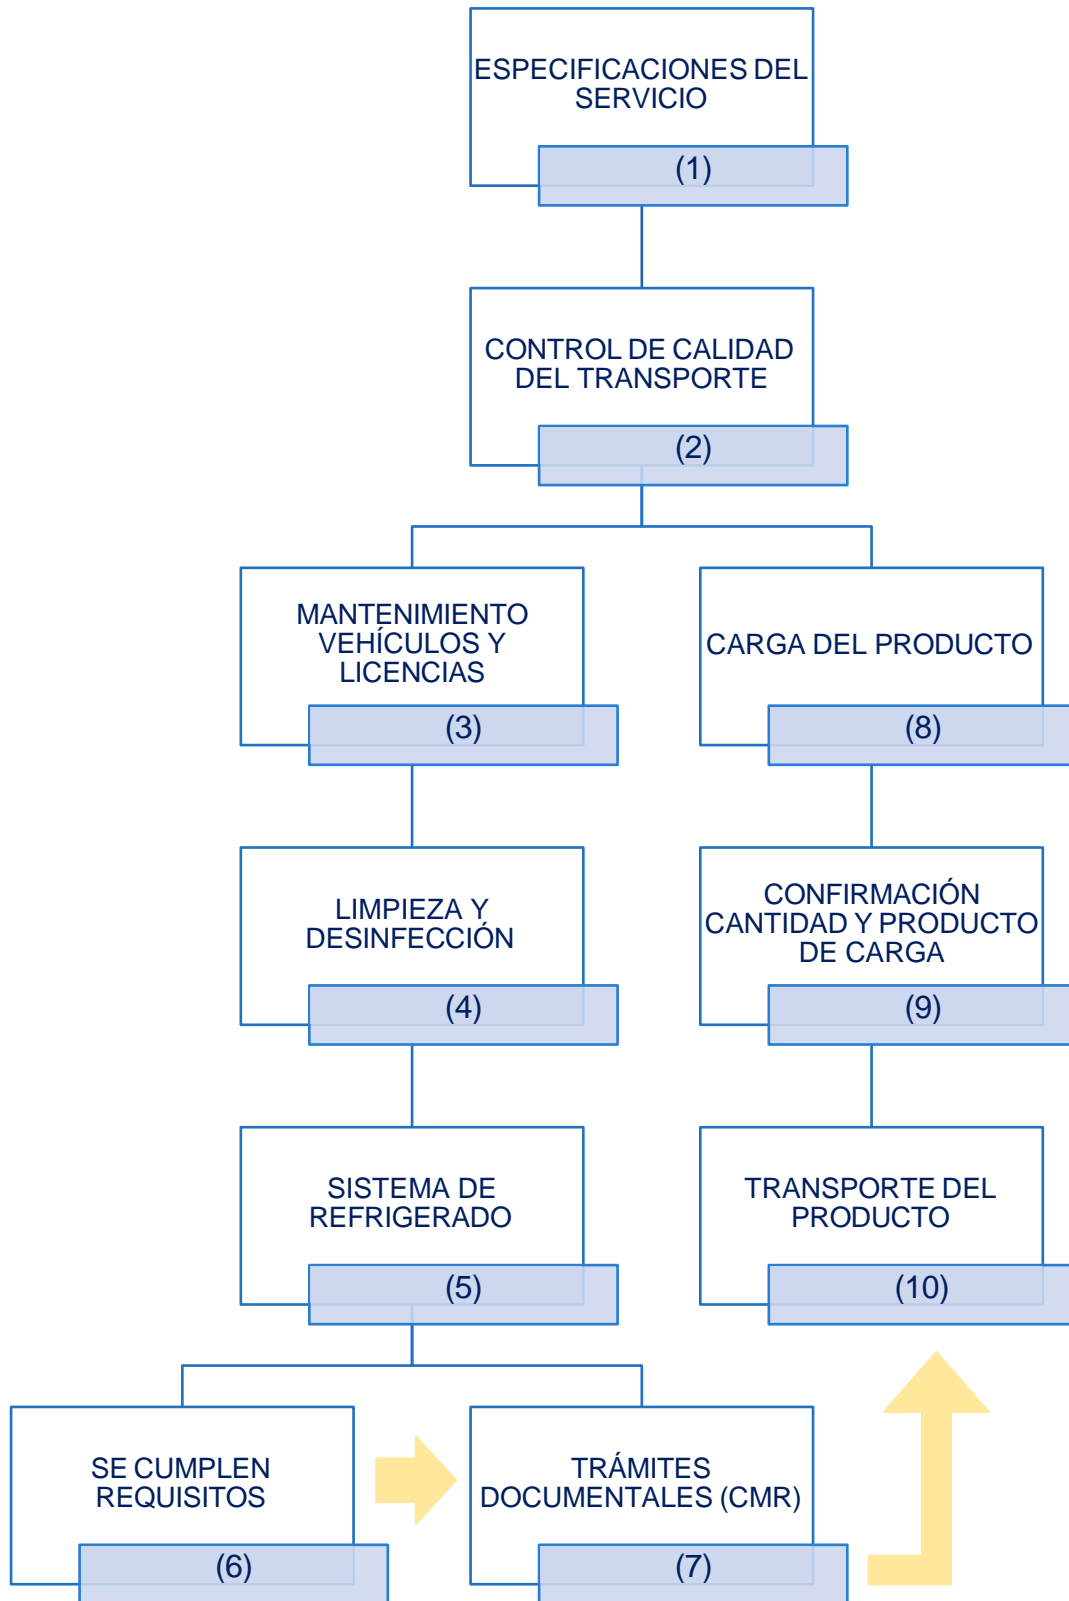 ESPECIFICACIONES DEL
SERVICIO
(1)
CONTROL DE CALIDAD
DEL TRANSPORTE
(2)
MANTENIMIENTO
VEHÍCULOS Y
LICENCIAS
(3)
CARGA DEL PRODUCTO
(8)
LIMPIEZA Y
DESINFECCIÓN
(4)
CONFIRMACIÓN
CANTIDAD Y PRODUCTO
DE CARGA
(9)
SISTEMA DE
REFRIGERADO
(5)
TRANSPORTE DEL
PRODUCTO
(10)
SE CUMPLEN
REQUISITOS
(6)
TRÁMITES
DOCUMENTALES (CMR)
(7)